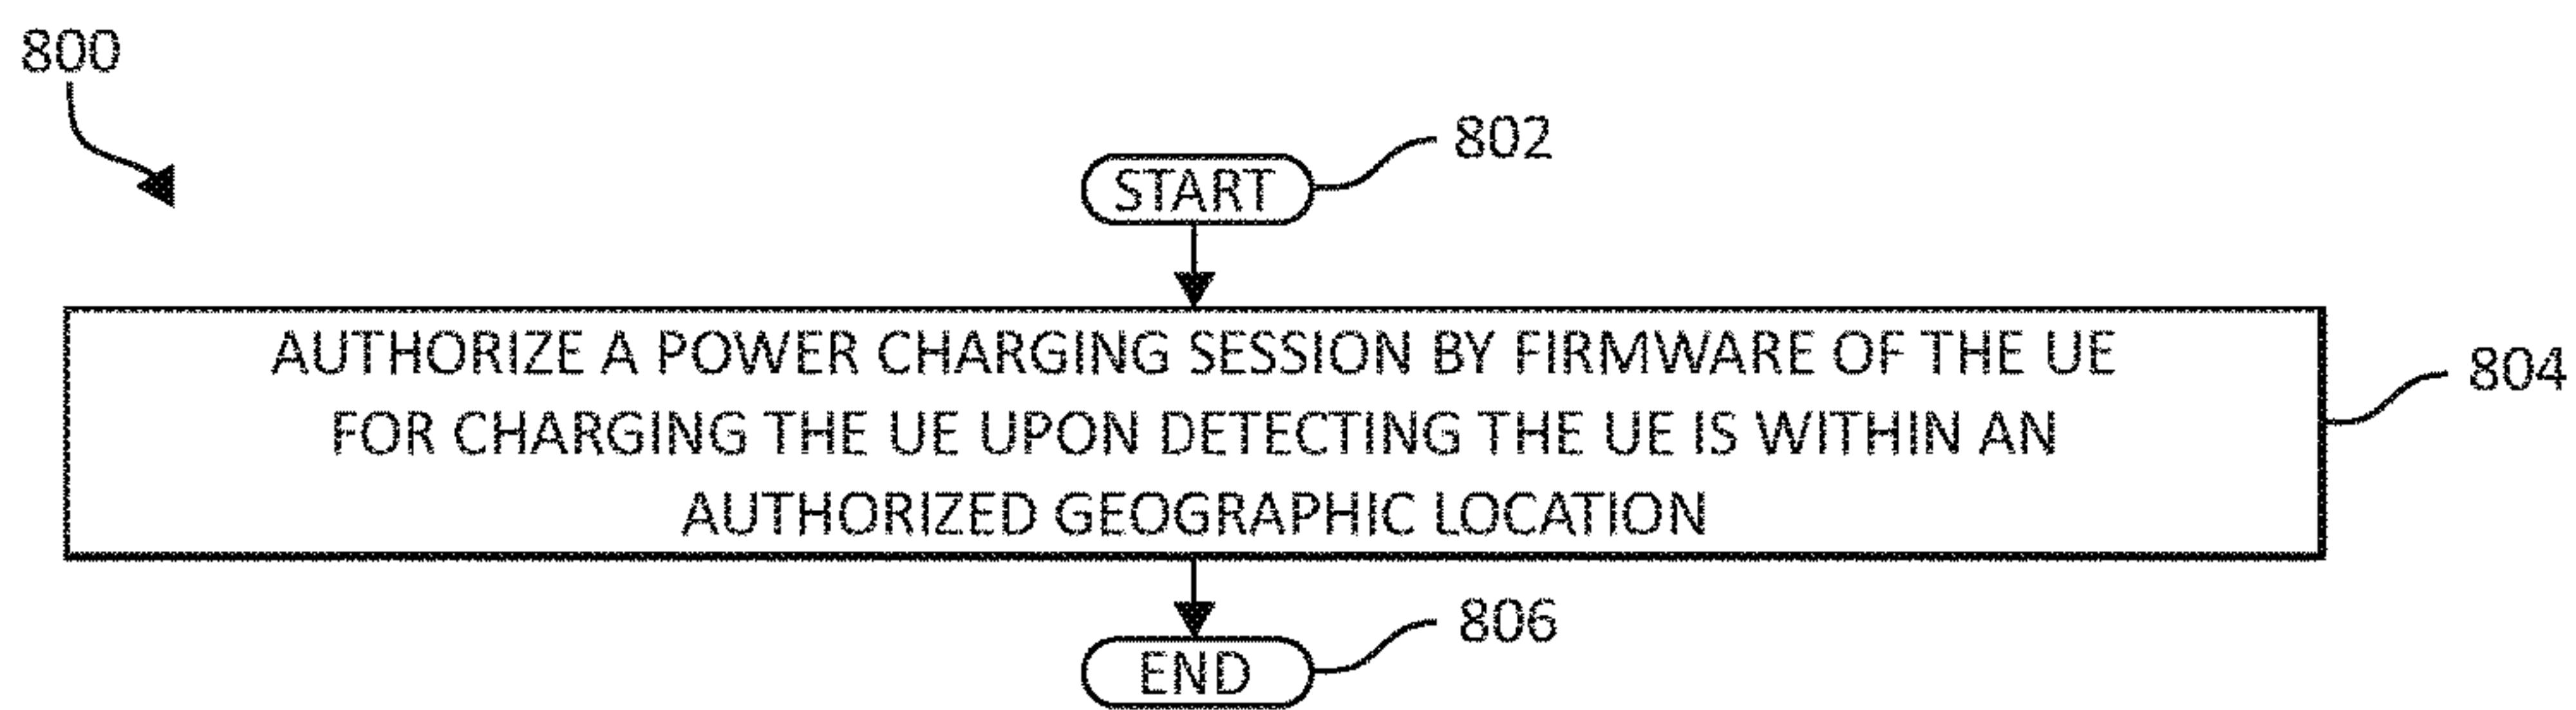 800
802
START
AUTHORIZE A POWER CHARGING SESSION BY FIRMWARE OF THE UE
FOR CHARGING THE UE UPON DETECTING THE UE IS WITHIN AN
AUTHORIZED GEOGRAPHIC LOCATION
804
806
END